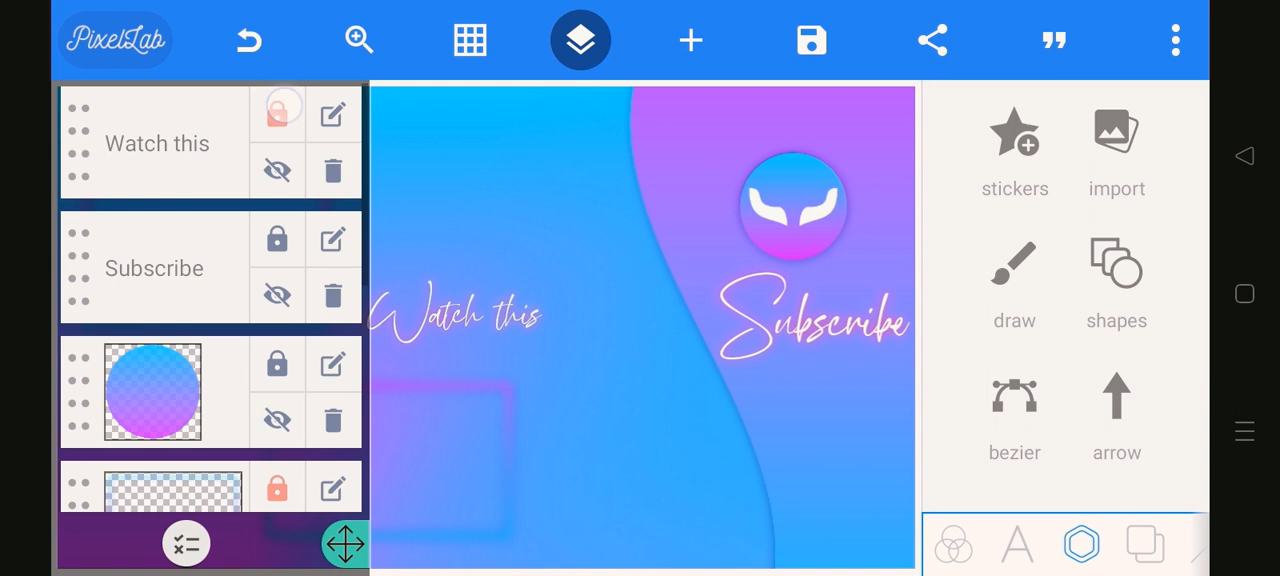 PixelLab
Watch this
Subscribe
Watch this
Subscribe
stickers
import
draw
shapes
bezier
arrow